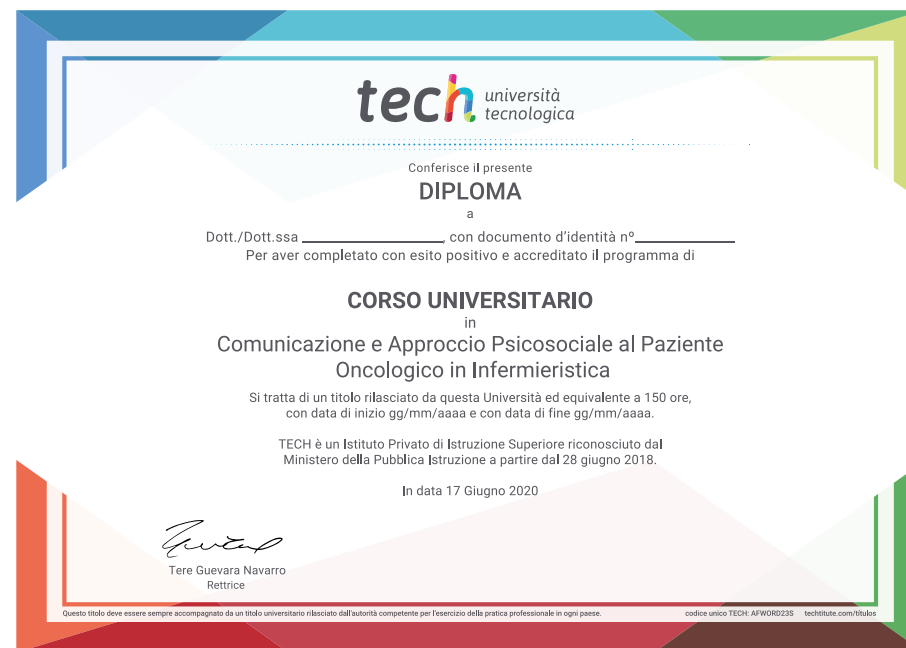 tech università
tecnologica
Conferisce il presente
DIPLOMA
a
Dott./Dott.ssa ____________________, con documento d'identità nº______________
Per aver completato con esito positivo e accreditato il programma di
CORSO UNIVERSITARIO
in
Comunicazione e Approccio Psicosociale al Paziente
Oncologico in Infermieristica
Si tratta di un titolo rilasciato da questa Università ed equivalente a 150 ore,
con data di inizio gg/mm/aaaa e con data di fine gg/mm/aaaa.
TECH è un Istituto Privato di Istruzione Superiore riconosciuto dal
Ministero della Pubblica Istruzione a partire dal 28 giugno 2018.
In data 17 Giugno 2020
Tere Guevara Navarro
Rettrice
Questo titolo deve essere sempre accompagnato da un titolo universitario rilasciato dall'autorità competente per l'esercizio della pratica professionale in ogni paese. codice unico TECH: AFWORD23S techtitute.com/títulos